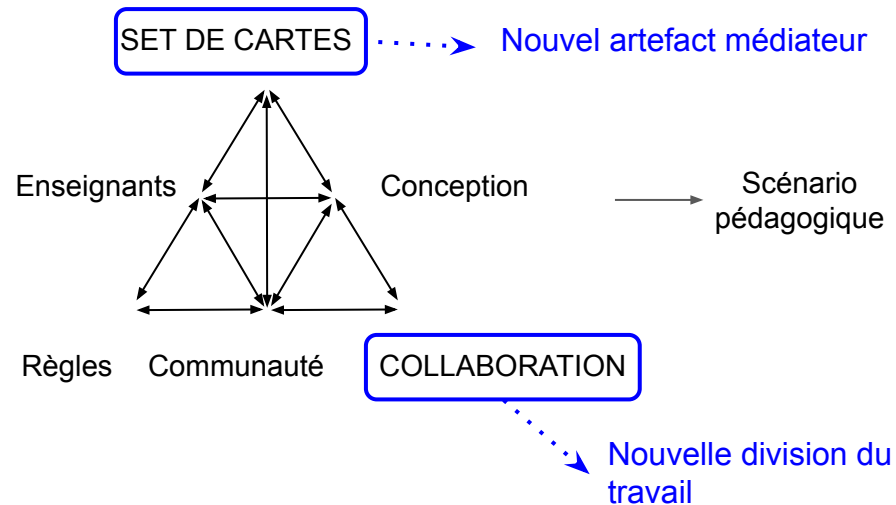 SET DE CARTES
Nouvel artefact médiateur
Enseignants
Conception
Scénario
pédagogique
Règles
Communauté
COLLABORATION
Nouvelle division du
travail